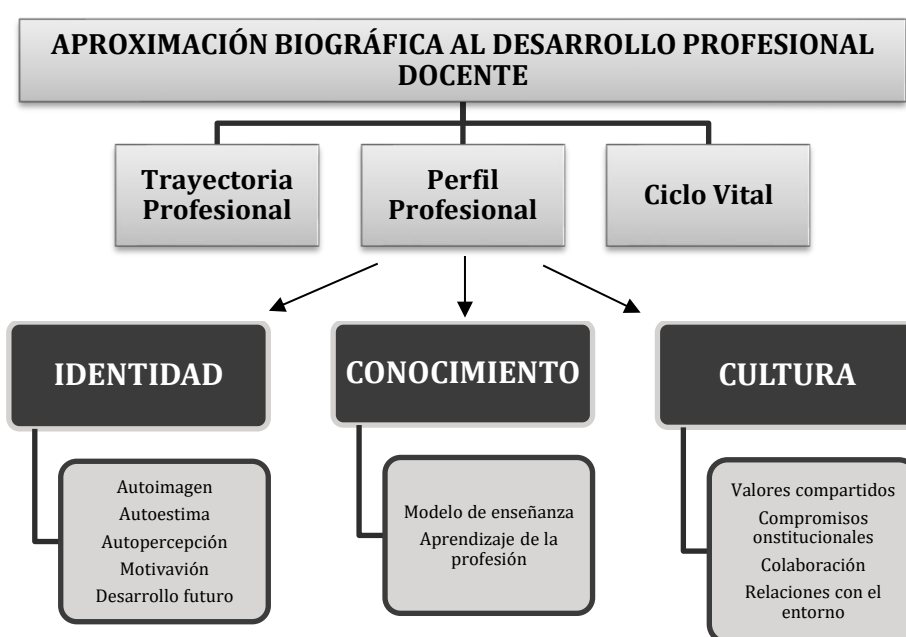 APROXIMACIÓN BIOGRÁFICA AL DESARROLLO PROFESIONAL
DOCENTE
Trayectoria
Profesional
Perfil
Profesional
Ciclo Vital
IDENTIDAD
CONOCIMIENTO
CULTURA
Autoimagen
Autoestima
Autopercepción
Motivavión
Desarrollo futuro
Modelo de enseñanza
Aprendizaje de la
profesión
Valores compartidos
Compromisos
onstitucionales
Colaboración
Relaciones con el
entorno